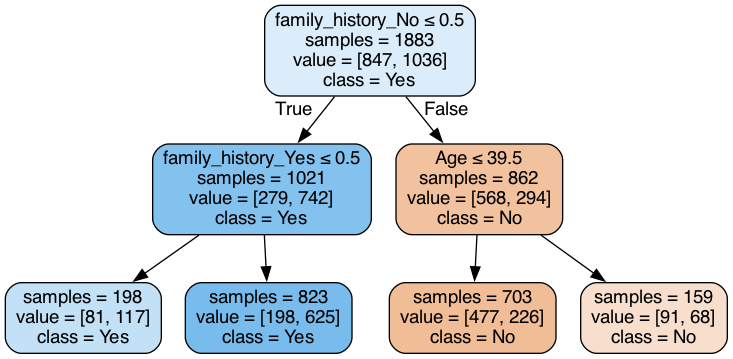 family_history_No ≤ 0.5
samples = 1883
value = [847, 1036]
class = Yes
True
False
family_history_Yes ≤ 0.5
samples = 1021
value = [279, 742]
class = Yes
Age ≤ 39.5
samples = 862
value = [568, 294]
class = No
samples = 198
value = [81, 117]
class = Yes
samples = 823
value = [198, 625]
class = Yes
samples = 703
value = [477, 226]
class = No
samples = 159
value = [91, 68]
class = No